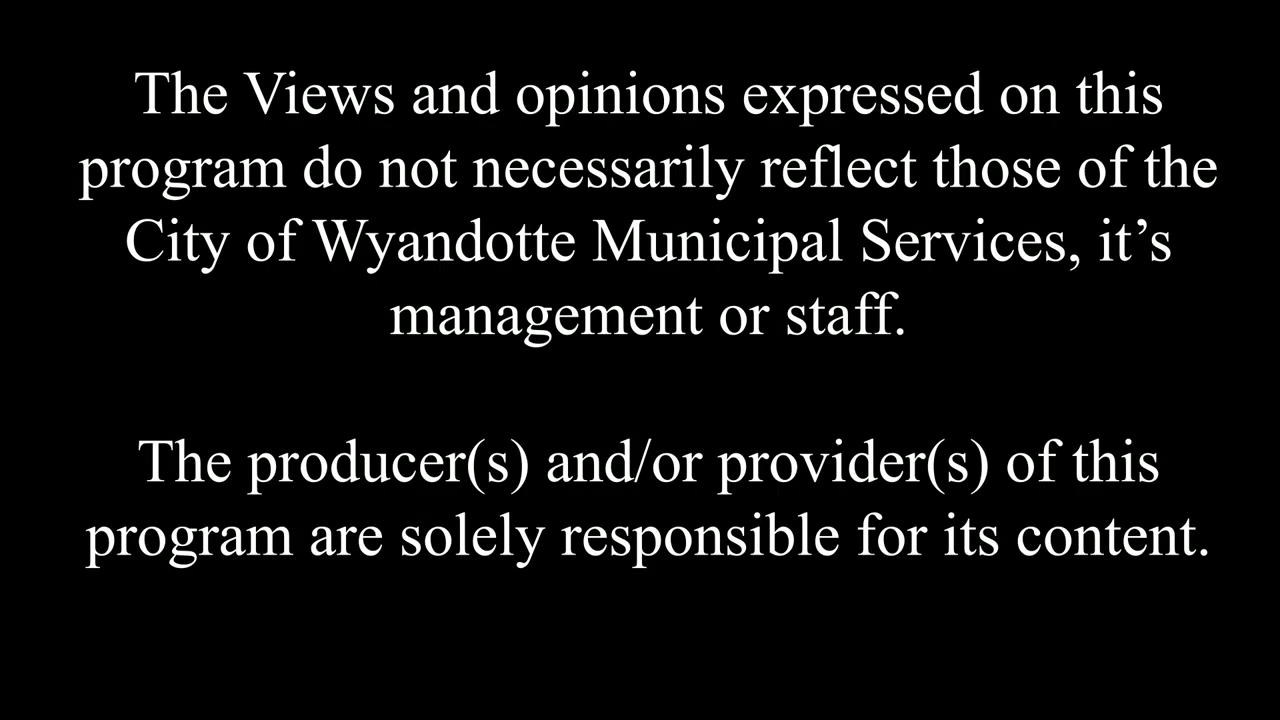 The Views and opinions expressed on this
program do not necessarily reflect those of the
City of Wyandotte Municipal Services, it’s
management or staff.
The producer(s) and/or provider(s) of this
program are solely responsible for its content.